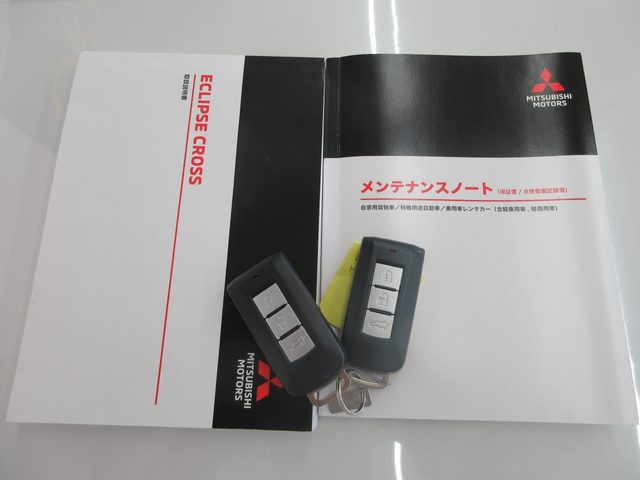 ECLIPSE CROSS
取扱説明書
MITSUBISHI
MOTORS
MITSUBISHI
MOTORS
メンテナンスノート（保証書 / 点検整備記録簿）
自家用貨物車／特種用途自動車／乗用車レンタカー（含軽乗用車，軽商用車）